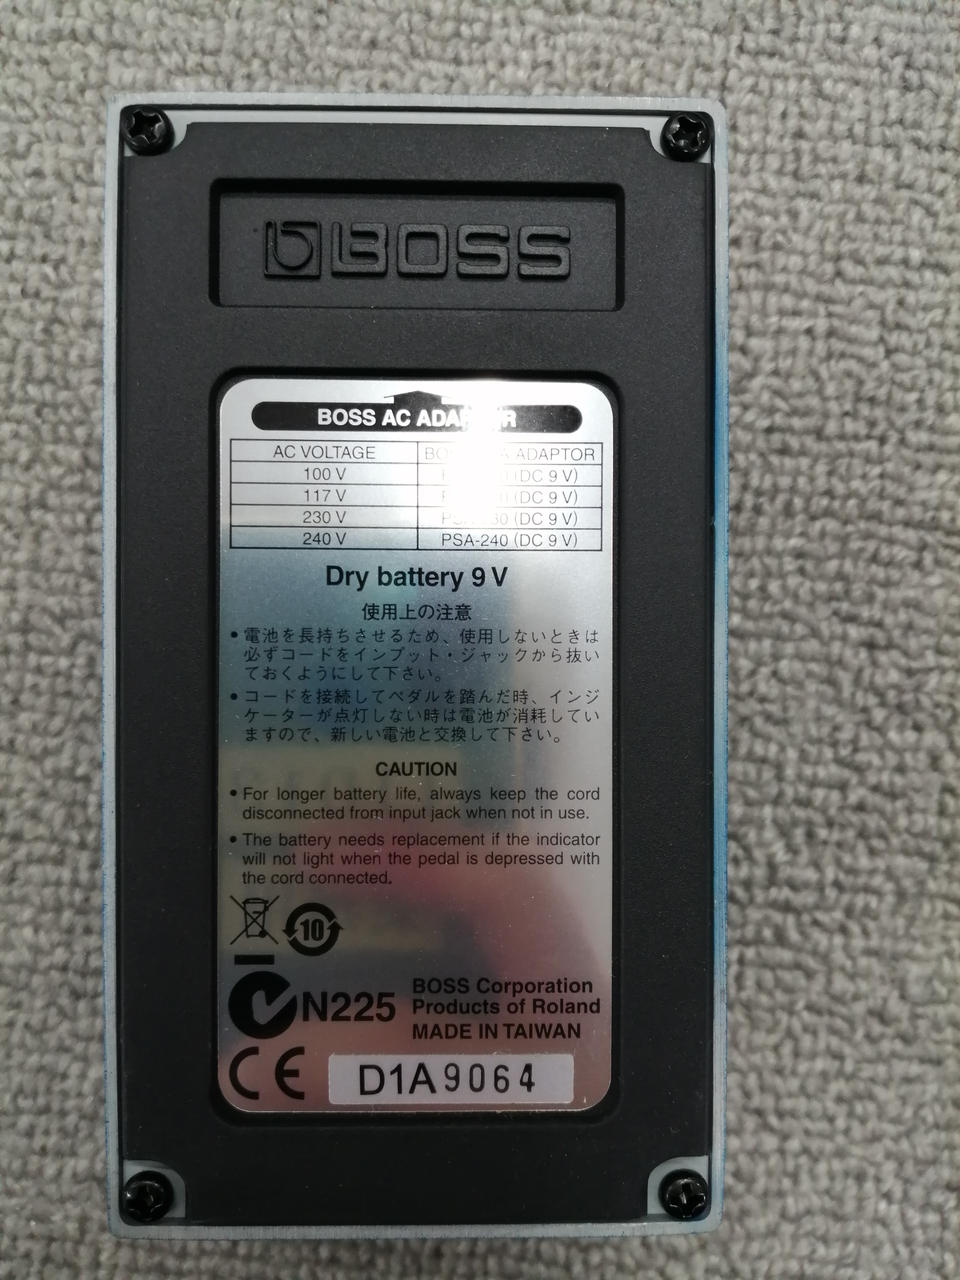 BOSS
BOSS AC
AC VOLTAGE ADAPTOR
100 V (DC 9 V)
117 V (DC 9 V)
230 V (DC 9 V)
240 V PSA-240 (DC 9 V)
Dry battery 9 V
使用上の注意
● 電池を長持ちさせるため、使用しないときは
必ずコードをインプット・ジャックから抜い
ておくようにして下さい。
● コードを接続してペダルを踏んだ時、インジ
ケーターが点灯しない時は電池が消耗してい
ますので、新しい電池と交換して下さい。
CAUTION
● For longer battery life, always keep the cord
disconnected from input jack when not in use.
● The battery needs replacement if the indicator
will not light when the pedal is depressed with
the cord connected.
10
N225
BOSS Corporation
Products of Roland
MADE IN TAIWAN
CE
D1A9064